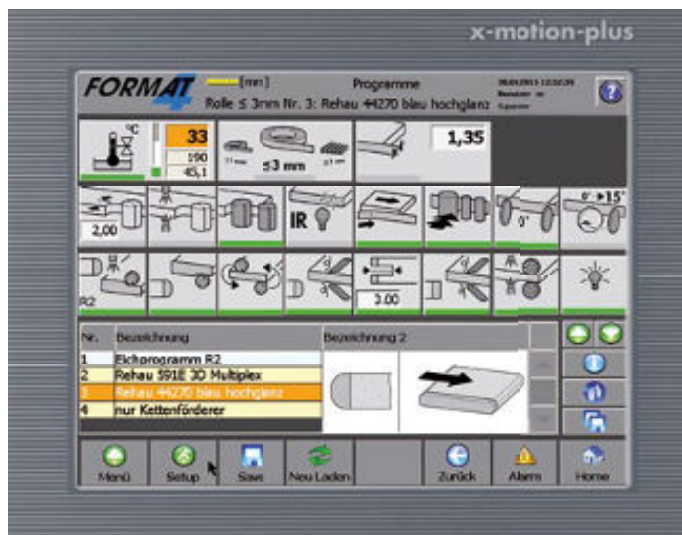 x-motion-plus
FORMAT 4
[mm]
Programme
Rolle ≤ 3mm Nr. 3: Rehau 44270 blau hochglanz
?
°C
33
190
45,1
≤3 mm
1,35
2,00
IR
0°
0° 15°
R2
3.00
Nr. Bezeichnung Bezeichnung 2
1 Eichprogramm R2
2 Rehau 591E 3D Multiplex
3 Rehau 44270 blau hochglanz
4 nur Kettenförderer
Menü Setup Save Neu Laden Zurück Alarm Home